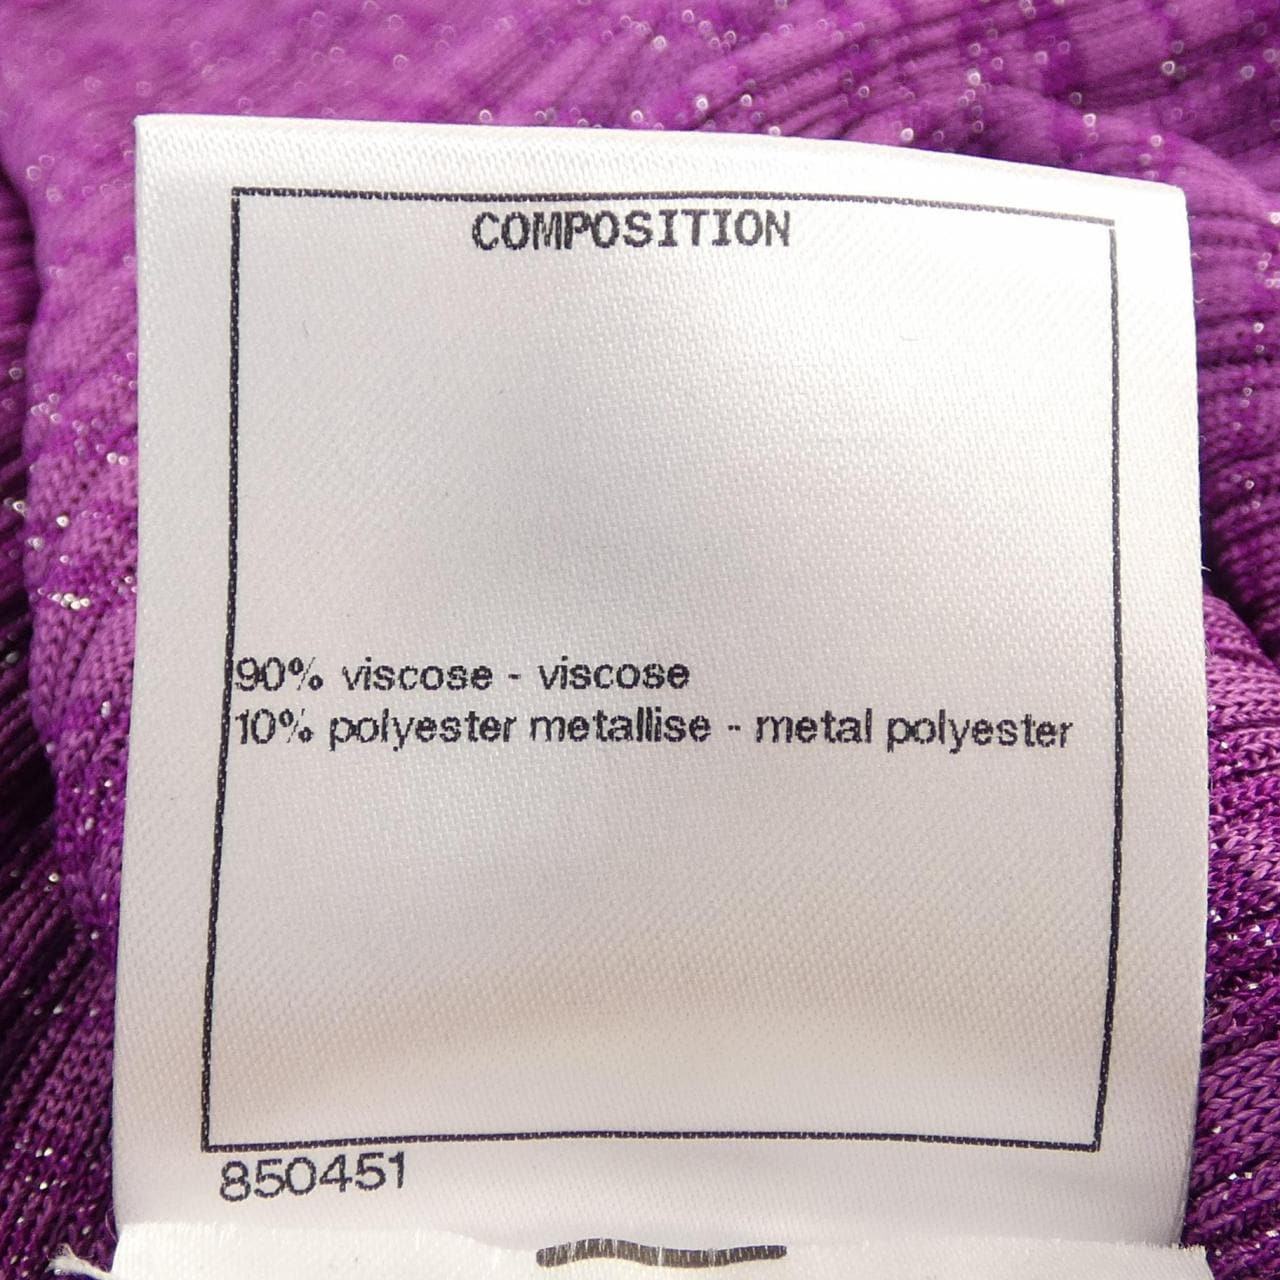 COMPOSITION
90% viscose - viscose
10% polyester metallise - metal polyester
850451